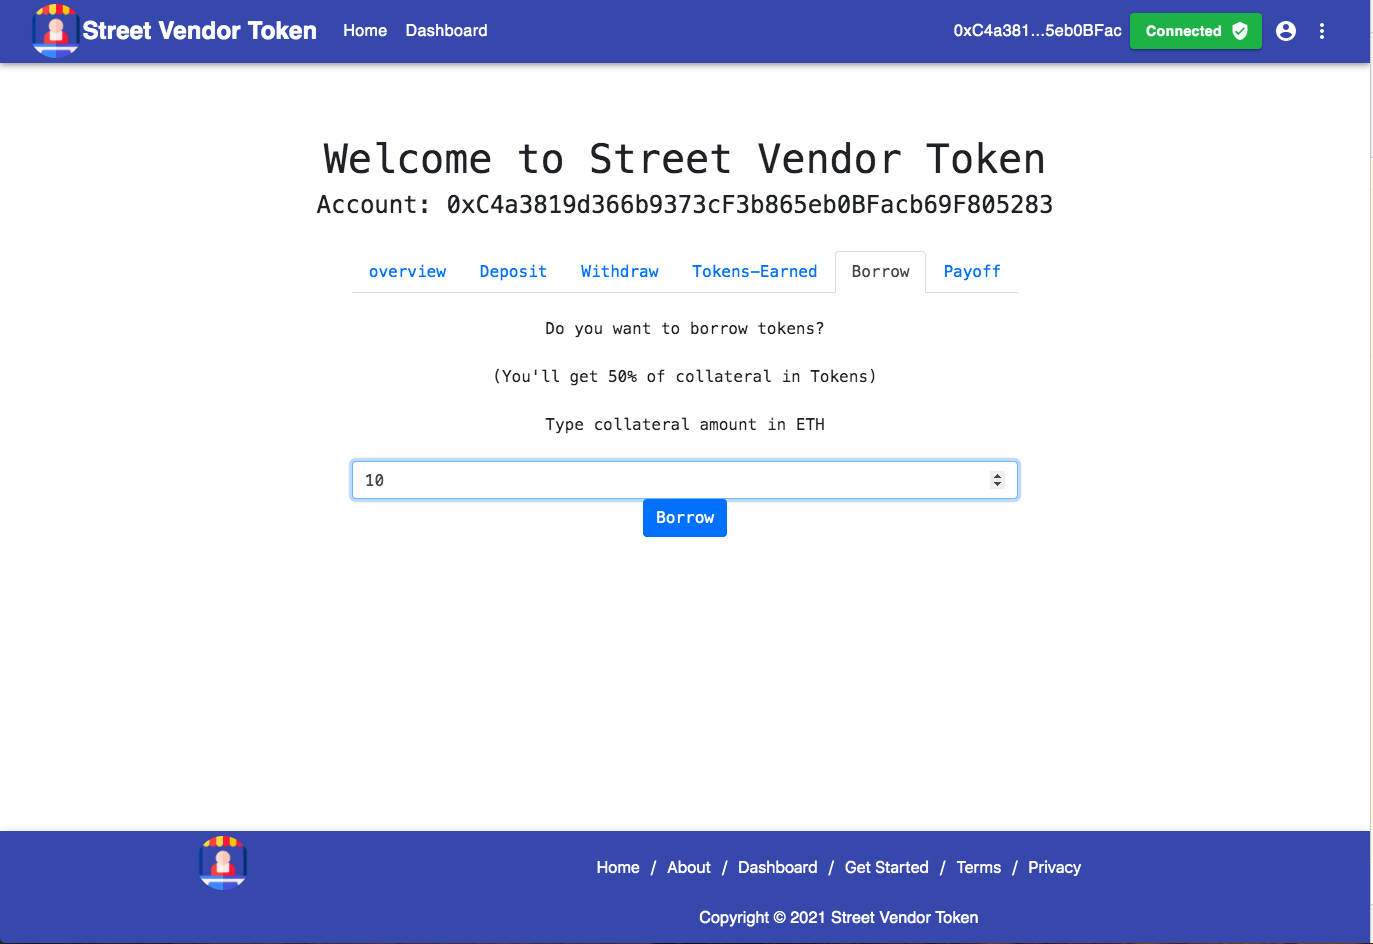 Street Vendor Token Home Dashboard 0xC4a381...5eb0BFac Connected
Welcome to Street Vendor Token
Account: 0xC4a3819d366b9373cF3b865eb0BFacb69F805283
overview Deposit Withdraw Tokens-Earned Borrow Payoff
Do you want to borrow tokens?
(You'll get 50% of collateral in Tokens)
Type collateral amount in ETH
10
Borrow
Home / About / Dashboard / Get Started / Terms / Privacy
Copyright © 2021 Street Vendor Token